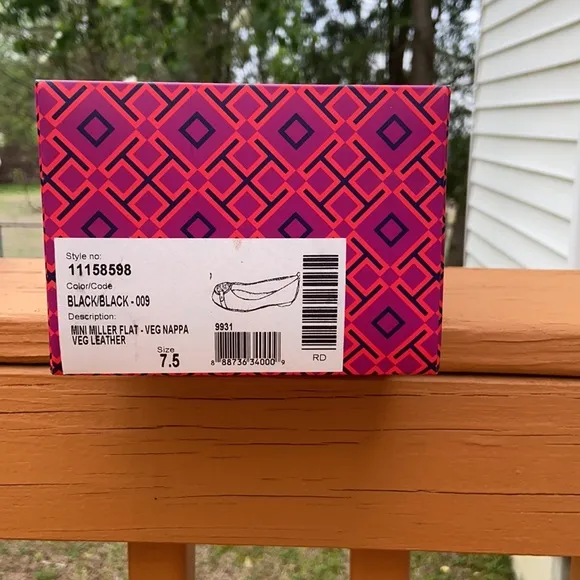 Style no:
11158598
Color/Code
BLACK/BLACK - 009
Description:
MINI MILLER FLAT - VEG NAPPA
VEG LEATHER
Size
7.5
9931
8 88736 34000 9
RD